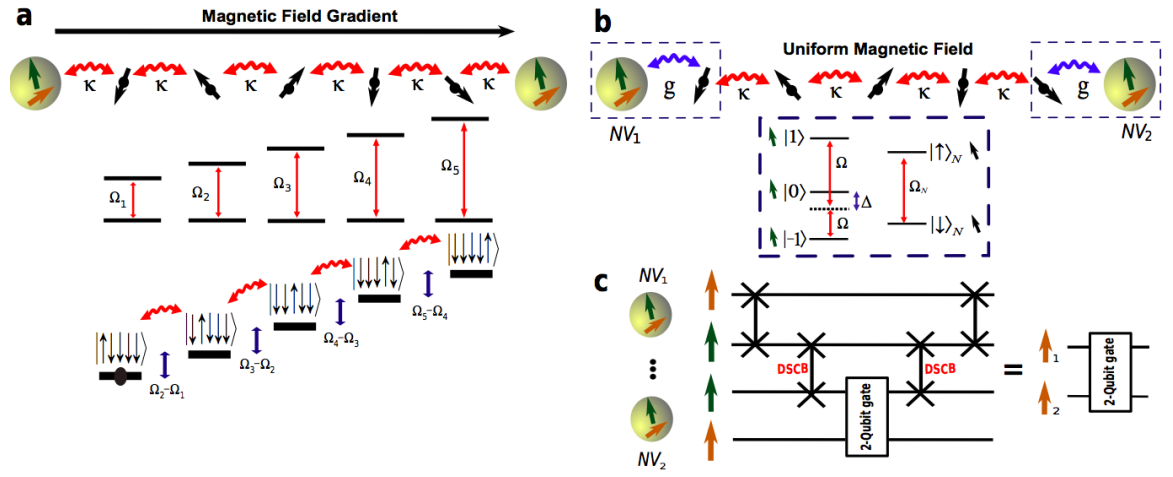 a
Magnetic Field Gradient
κ κ κ κ κ κ
Ω₁ Ω₂ Ω₃ Ω₄ Ω₅
Ω₂-Ω₁
Ω₃-Ω₂
Ω₄-Ω₃
Ω₅-Ω₄
b
Uniform Magnetic Field
g κ κ κ κ g
NV₁
NV₂
|1⟩
Ω
|0⟩
Δ
Ω
|-1⟩
|↑⟩N
ΩN
|↓⟩N
c
NV₁
NV₂
DSCB
DSCB
2-Qubit gate
=
1
2
2-Qubit gate